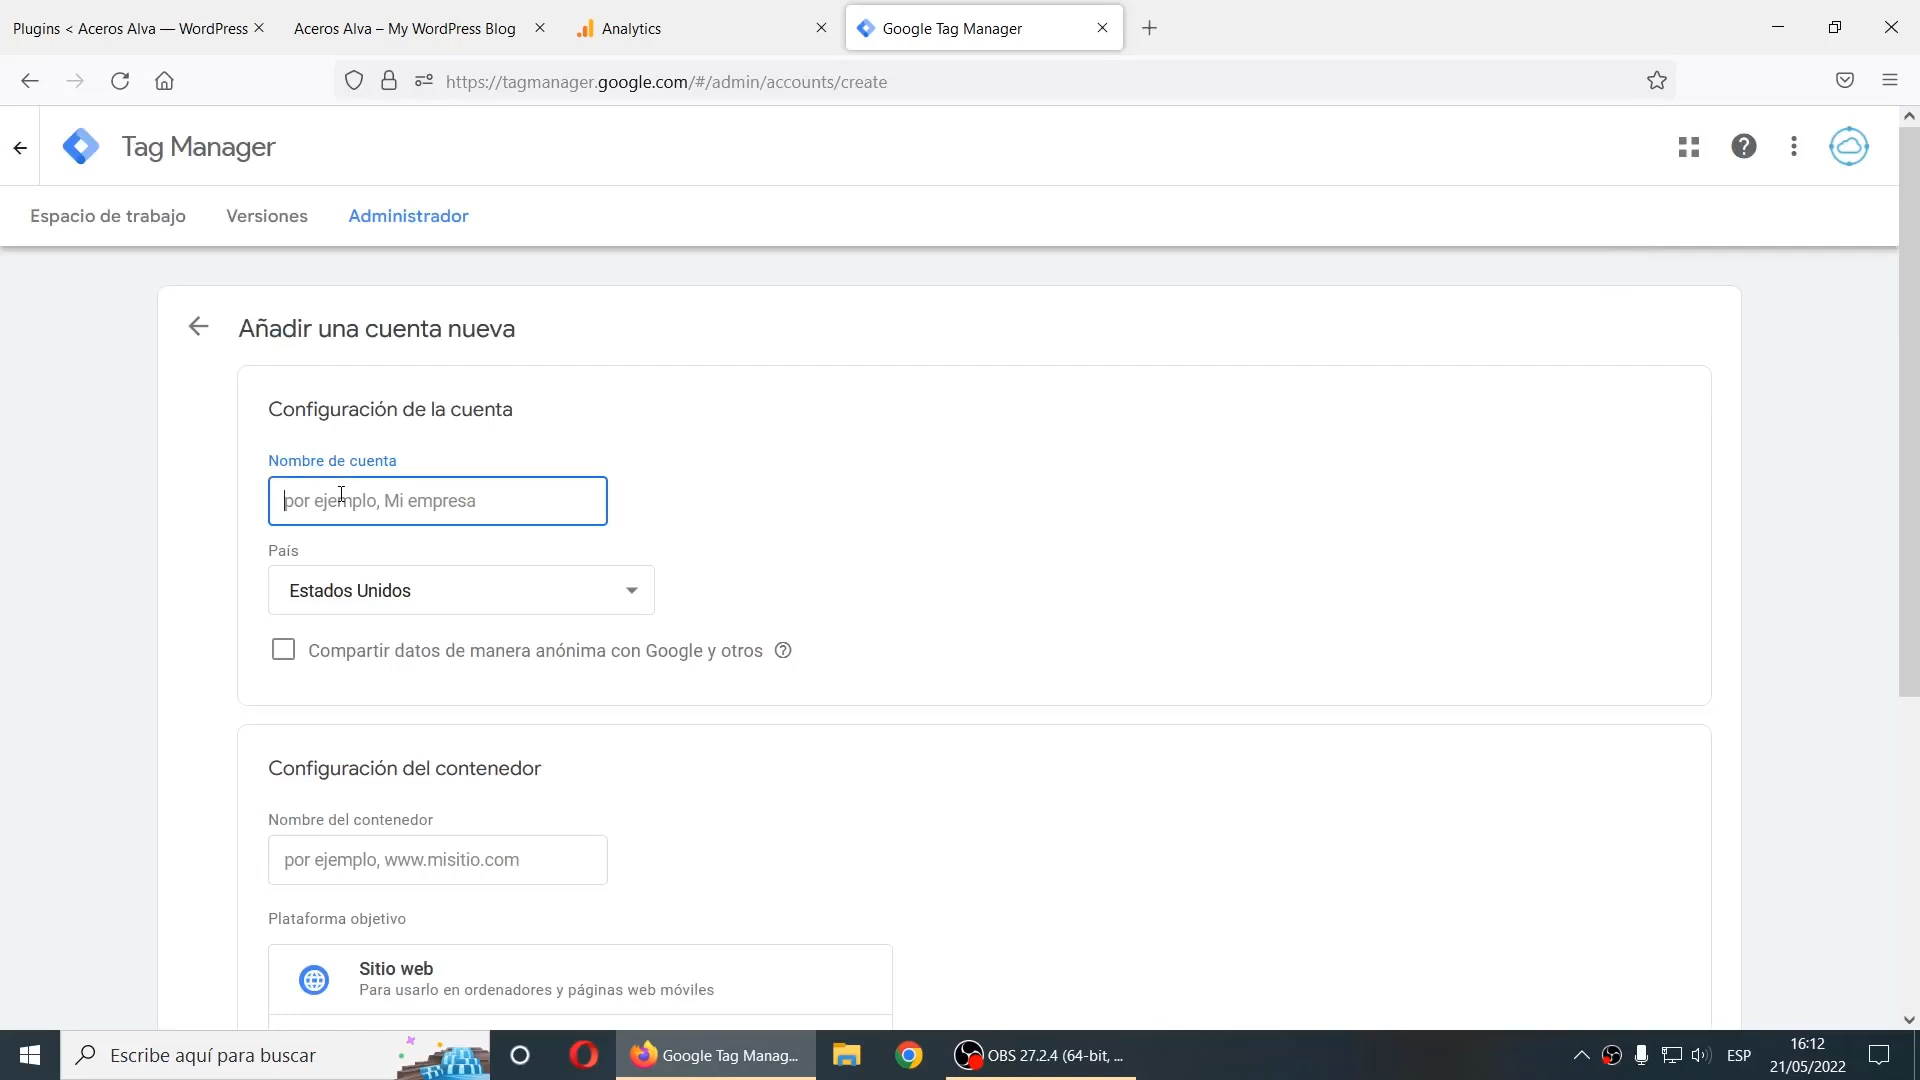 Plugins < Aceros Alva — WordPress
Aceros Alva – My WordPress Blog
Analytics
Google Tag Manager
https://tagmanager.google.com/#/admin/accounts/create
Tag Manager
Espacio de trabajo
Versiones
Administrador
Añadir una cuenta nueva
Configuración de la cuenta
Nombre de cuenta
por ejemplo, Mi empresa
País
Estados Unidos
Compartir datos de manera anónima con Google y otros
Configuración del contenedor
Nombre del contenedor
por ejemplo, www.misitio.com
Plataforma objetivo
Sitio web
Para usarlo en ordenadores y páginas web móviles
Escribe aquí para buscar
Google Tag Manag...
OBS 27.2.4 (64-bit, ...
ESP
16:12
21/05/2022